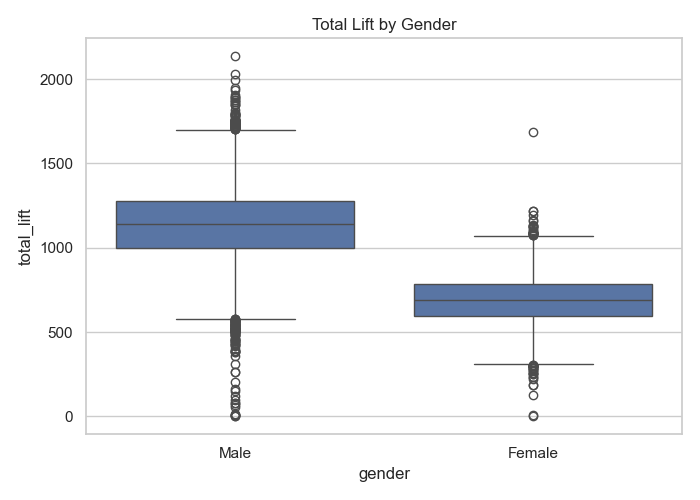 Total Lift by Gender
2000
1500
1000
500
0
total_lift
Male
Female
gender